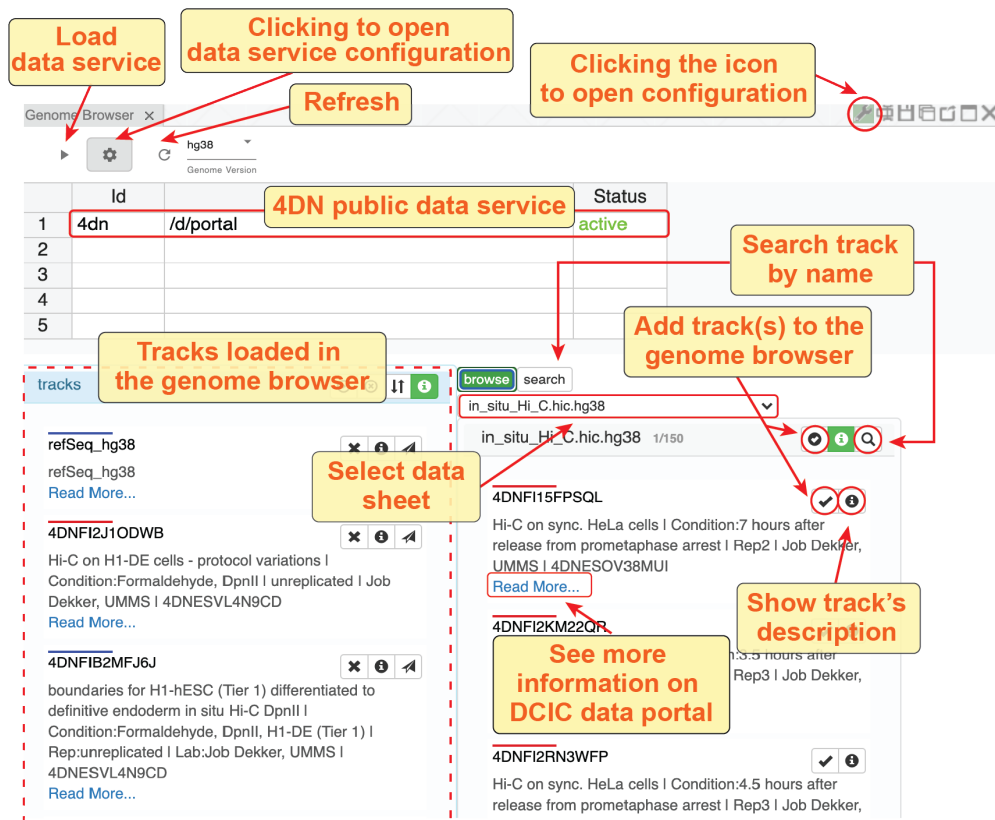 Load
data service
Clicking to open
data service configuration
Refresh
Clicking the icon
to open configuration
Genome Browser
hg38
Genome Version
Id
Status
4DN public data service
1
4dn
/d/portal
active
2
3
4
5
Search track
by name
Add track(s) to the
genome browser
Tracks loaded in
the genome browser
tracks
browse
search
in_situ_Hi_C.hic.hg38
in_situ_Hi_C.hic.hg38 1/150
refSeq_hg38
refSeq_hg38
Read More...
Select data
sheet
4DNFI2J1ODWB
Hi-C on H1-DE cells - protocol variations |
Condition:Formaldehyde, DpnII | unreplicated | Job
Dekker, UMMS | 4DNESVL4N9CD
Read More...
4DNFIB2MFJ6J
boundaries for H1-hESC (Tier 1) differentiated to
definitive endoderm in situ Hi-C DpnII |
Condition:Formaldehyde, DpnII, H1-DE (Tier 1) |
Rep:unreplicated | Lab:Job Dekker, UMMS |
4DNESVL4N9CD
Read More...
4DNFI15FPSQL
Hi-C on sync. HeLa cells | Condition:7 hours after
release from prometaphase arrest | Rep2 | Job Dekker,
UMMS | 4DNESOV38MUI
Read More...
Show track's
description
4DNFI2KM22QR
:3.5 hours after
Rep3 | Job Dekker,
See more
information on
DCIC data portal
4DNFI2RN3WFP
Hi-C on sync. HeLa cells | Condition:4.5 hours after
release from prometaphase arrest | Rep3 | Job Dekker,